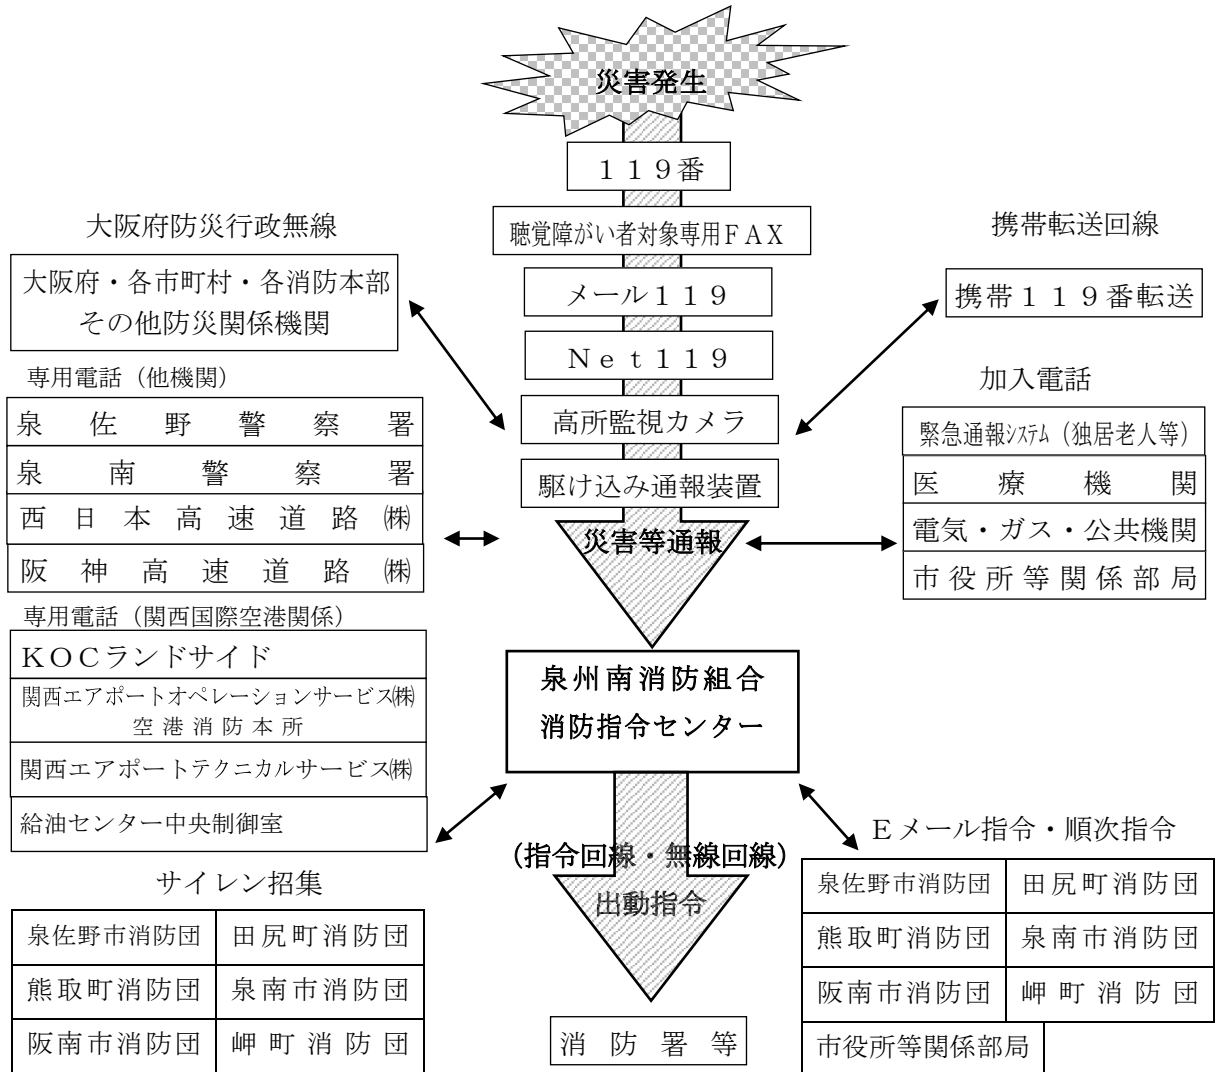 災害発生
119番
聴覚障がい者対象専用FAX
メール119
Net119
高所監視カメラ
駆け込み通報装置
災害等通報
大阪府防災行政無線
大阪府・各市町村・各消防本部
その他防災関係機関
専用電話（他機関）
泉佐野警察署
泉南警察署
西日本高速道路㈱
阪神高速道路㈱
専用電話（関西国際空港関係）
KOCランドサイド
関西エアポートオペレーションサービス㈱
空港消防本所
関西エアポートテクニカルサービス㈱
給油センター中央制御室
携帯転送回線
携帯119番転送
加入電話
緊急通報システム（独居老人等）
医療機関
電気・ガス・公共機関
市役所等関係部局
泉州南消防組合
消防指令センター
（指令回線・無線回線）
出動指令
消防署等
サイレン招集
泉佐野市消防団 田尻町消防団
熊取町消防団 泉南市消防団
阪南市消防団 岬町消防団
Eメール指令・順次指令
泉佐野市消防団 田尻町消防団
熊取町消防団 泉南市消防団
阪南市消防団 岬町消防団
市役所等関係部局